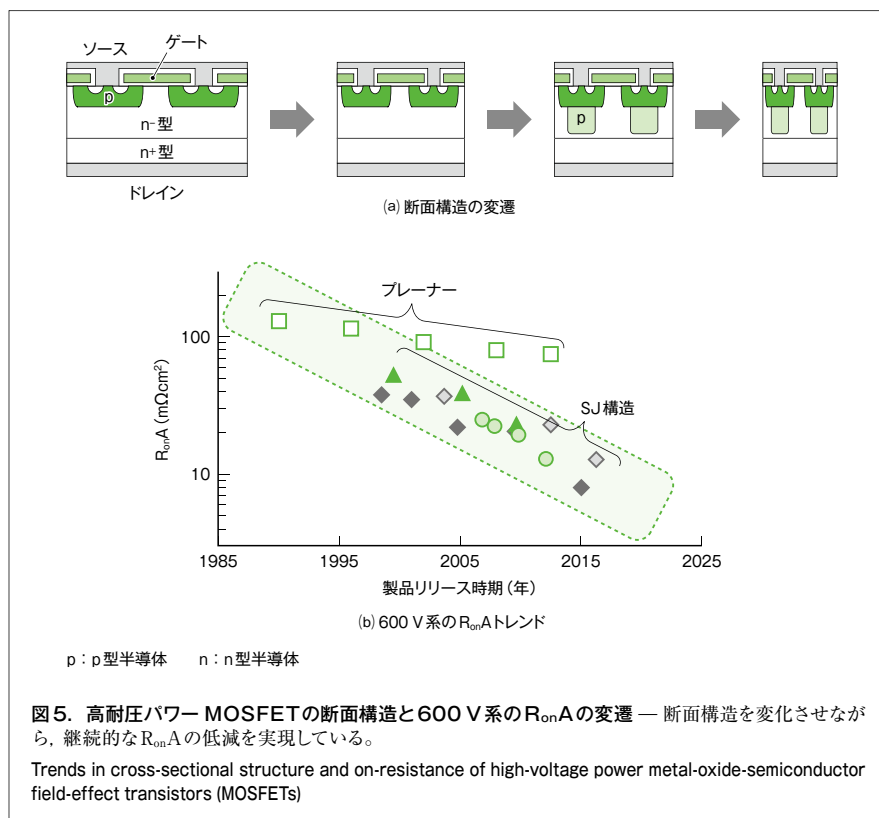 ソース
ゲート
p
n-型
n+型
ドレイン
p
(a) 断面構造の変遷
プレーナー
SJ構造
RonA (mΩcm²)
100
10
1985
1995
2005
2015
2025
製品リリース時期 (年)
(b) 600 V 系のRonAトレンド
p：p型半導体 n：n型半導体
図5. 高耐圧パワー MOSFETの断面構造と600 V系のRonAの変遷 — 断面構造を変化させなが
ら，継続的なRonAの低減を実現している。
Trends in cross-sectional structure and on-resistance of high-voltage power metal-oxide-semiconductor
field-effect transistors (MOSFETs)